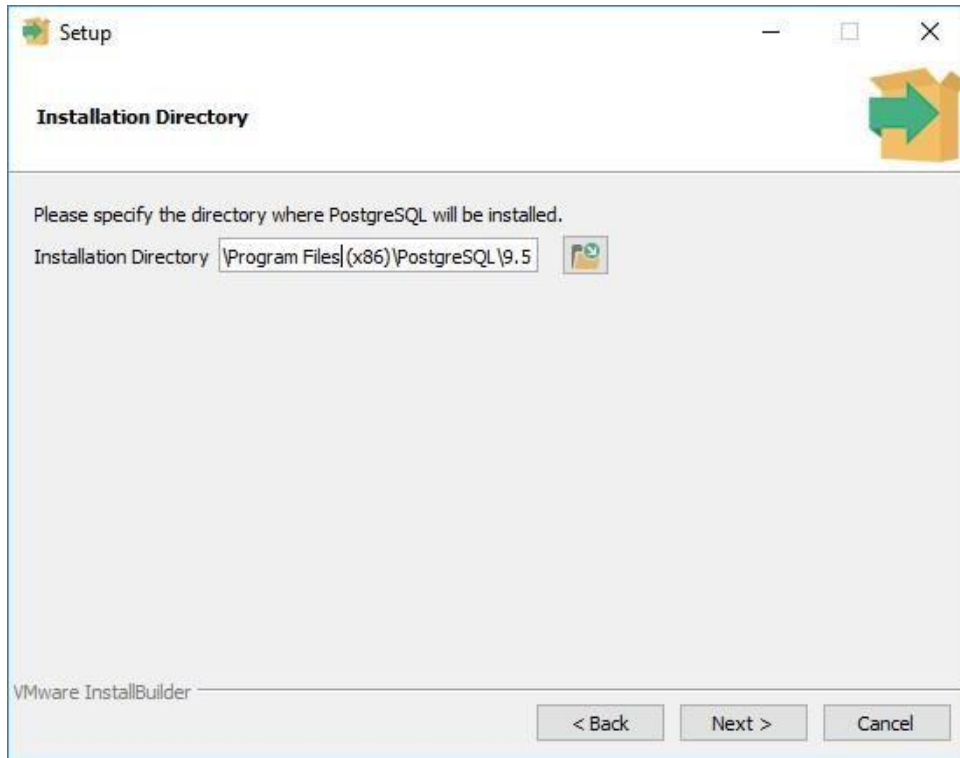 Setup
Installation Directory
Please specify the directory where PostgreSQL will be installed.
Installation Directory \Program Files (x86)\PostgreSQL\9.5
VMware InstallBuilder
< Back Next > Cancel